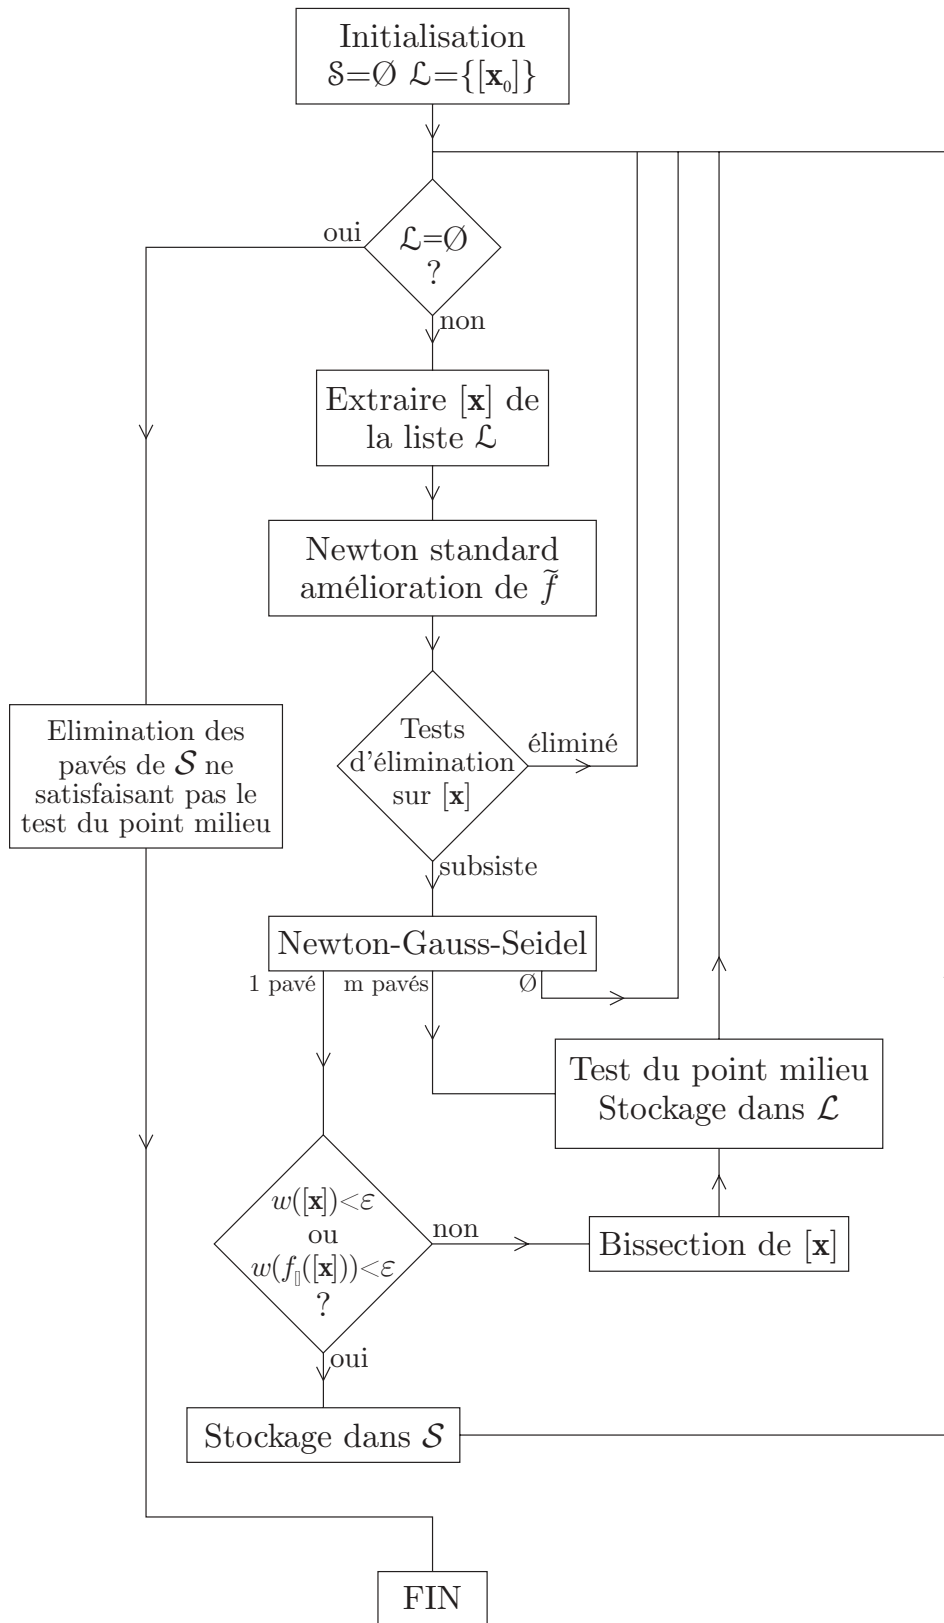 Initialisation
𝒮=Ø ℒ={[x₀]}
oui
ℒ=Ø
?
non
Extraire [x] de
la liste ℒ
Newton standard
amélioration de f̃
Elimination des
pavés de 𝒮 ne
satisfaisant pas le
test du point milieu
Tests
d'élimination
sur [x]
éliminé
subsiste
Newton-Gauss-Seidel
1 pavé
m pavés
Ø
Test du point milieu
Stockage dans ℒ
w([x])<ε
ou
w(f[]([x]))<ε
?
non
Bissection de [x]
oui
Stockage dans 𝒮
FIN